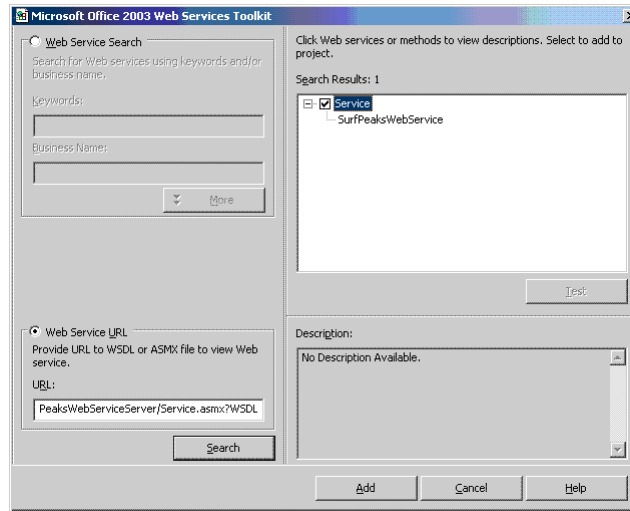 Microsoft Office 2003 Web Services Toolkit
Web Service Search
Search for Web services using keywords and/or
business name.
Keywords:
Business Name:
More
Web Service URL
Provide URL to WSDL or ASMX file to view Web
service.
URL:
PeaksWebServiceServer/Service.asmx?WSDL
Search
Click Web services or methods to view descriptions. Select to add to
project.
Search Results: 1
Service
SurfPeaksWebService
Test
Description:
No Description Available.
Add
Cancel
Help